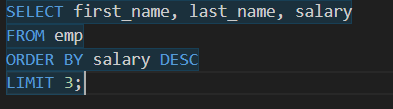 SELECT first_name, last_name, salary
FROM emp
ORDER BY salary DESC
LIMIT 3;